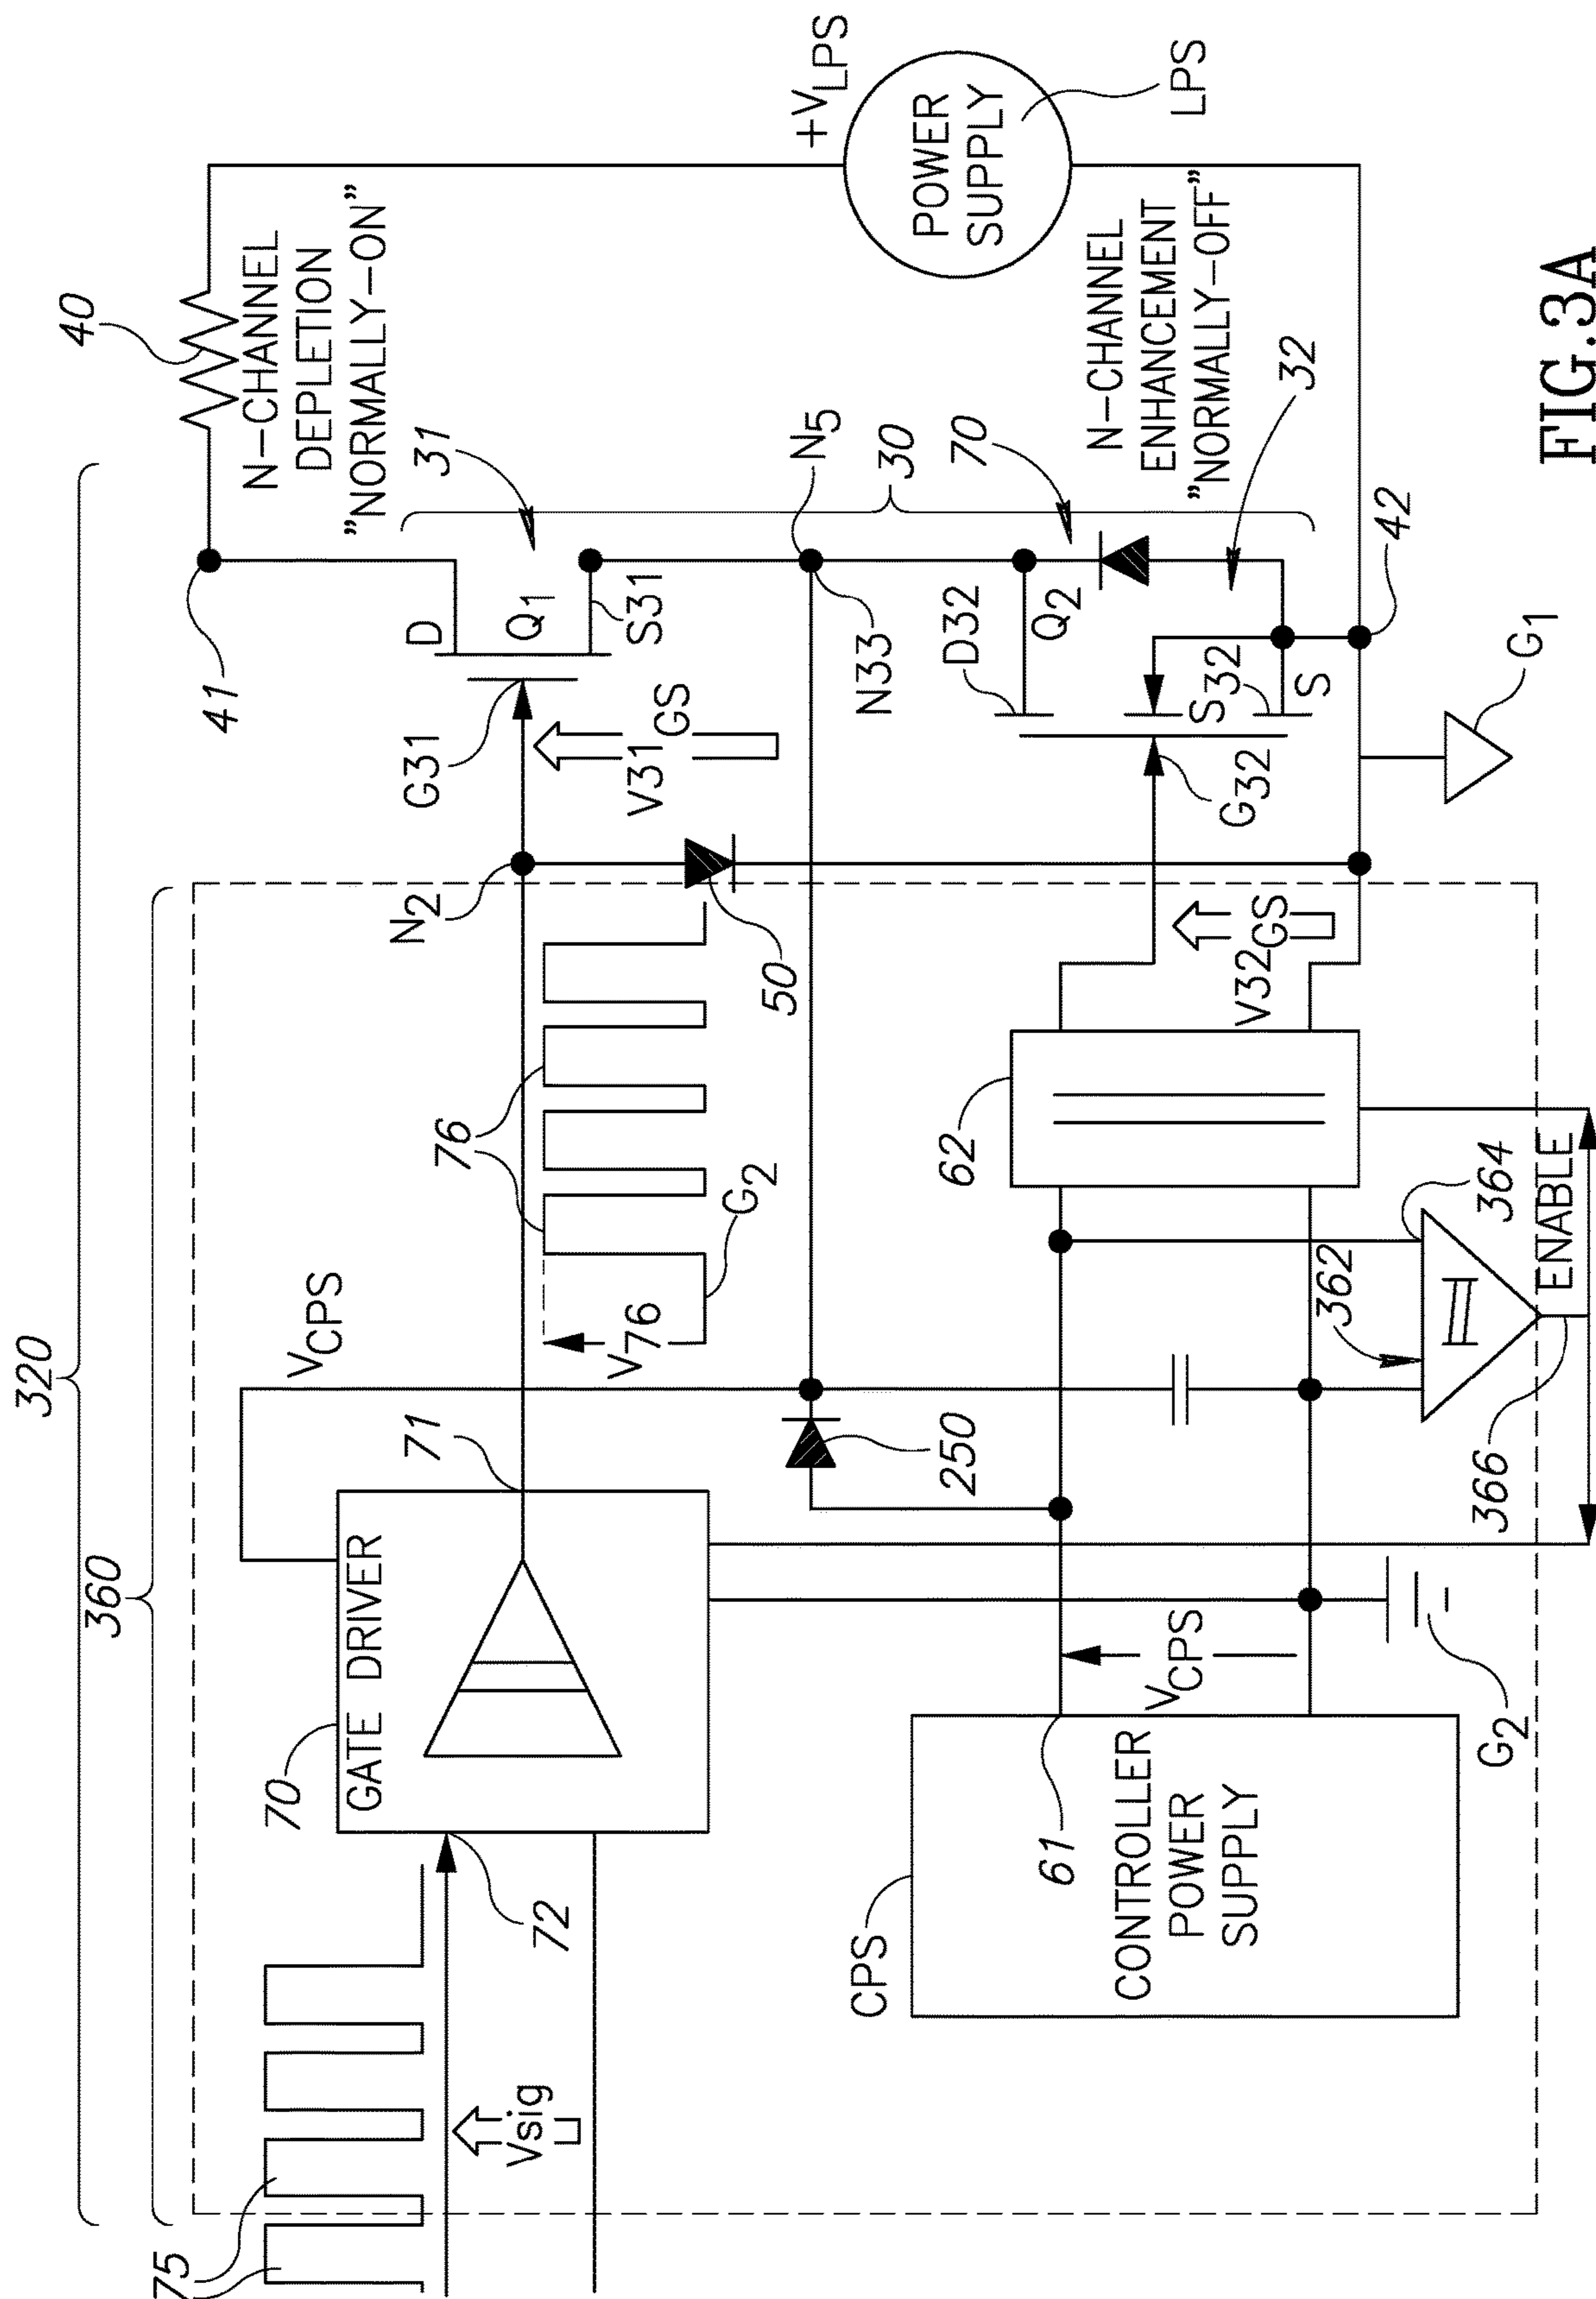 320
360
75
Vsig
72
70
GATE DRIVER
71
VCPS
V76
G2
76
N2
50
G31
V31GS
41
D
Q1
S31
31
40
N-CHANNEL
DEPLETION
"NORMALLY-ON"
+VLPS
POWER
SUPPLY
LPS
N5
N33
30
70
N-CHANNEL
ENHANCEMENT
"NORMALLY-OFF"
32
D32
Q2
S32
S
G32
V32GS
42
G1
250
62
CPS
CONTROLLER
POWER
SUPPLY
61
VCPS
G2
362
364
366
ENABLE
FIG.3A